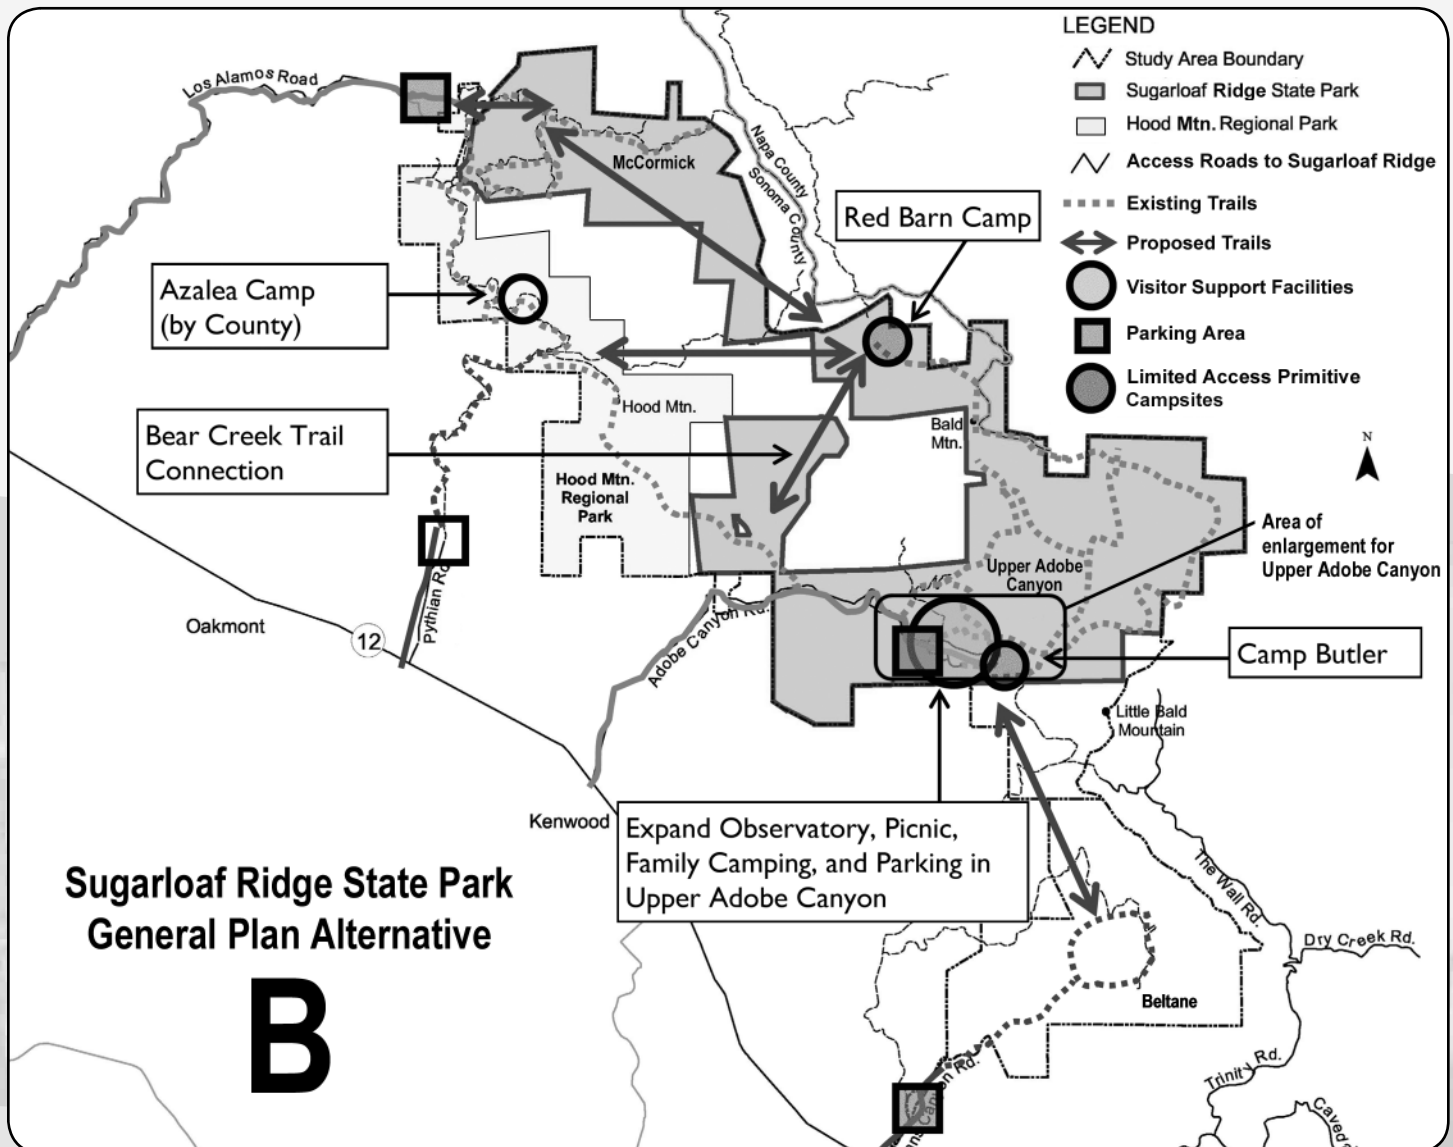 LEGEND
Study Area Boundary
Sugarloaf Ridge State Park
Hood Mtn. Regional Park
Access Roads to Sugarloaf Ridge
Existing Trails
Proposed Trails
Visitor Support Facilities
Parking Area
Limited Access Primitive
Campsites
N
Los Alamos Road
McCormick
Napa County
Sonoma County
Red Barn Camp
Azalea Camp
(by County)
Hood Mtn.
Bald
Mtn.
Bear Creek Trail
Connection
Hood Mtn.
Regional
Park
Area of
enlargement for
Upper Adobe Canyon
Upper Adobe
Canyon
Pythian Rd.
Oakmont
12
Adobe Canyon Rd.
Camp Butler
Little Bald
Mountain
Kenwood
Expand Observatory, Picnic,
Family Camping, and Parking in
Upper Adobe Canyon
The Wall Rd.
Dry Creek Rd.
Sugarloaf Ridge State Park
General Plan Alternative
B
Beltane
Rd.
Trinity Rd.